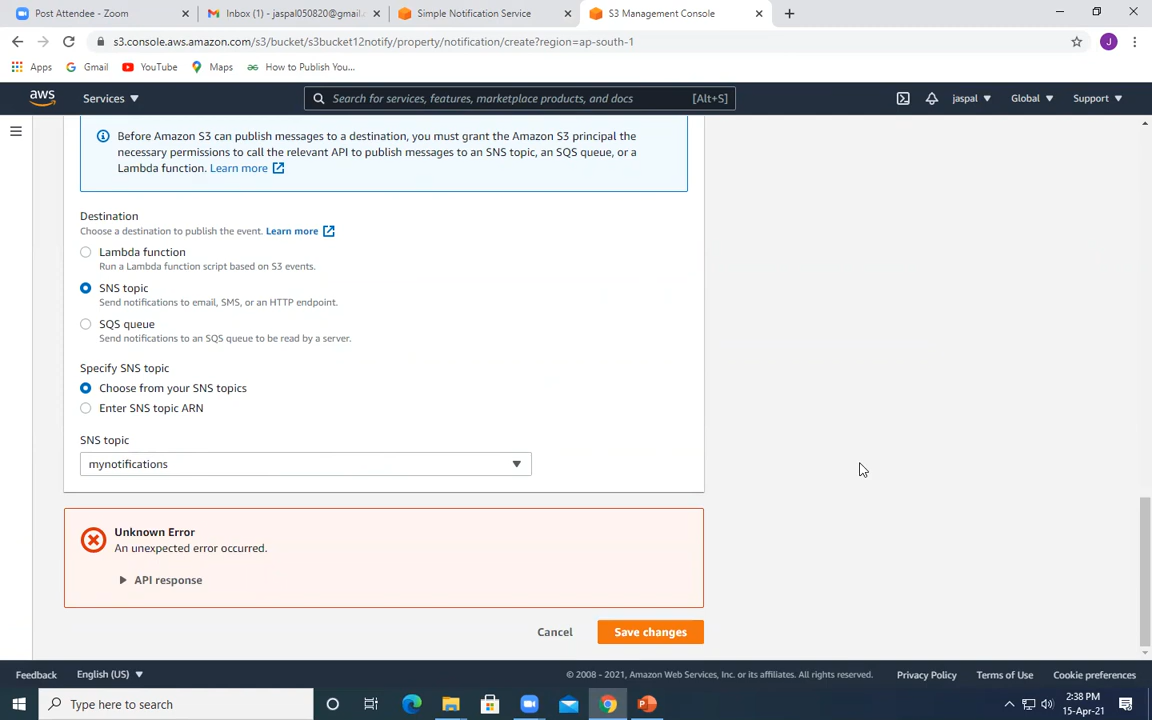 Post Attendee - Zoom
Inbox (1) - jaspal050820@gmail.
Simple Notification Service
S3 Management Console
s3.console.aws.amazon.com/s3/bucket/s3bucket12notify/property/notification/create?region=ap-south-1
J
Apps
Gmail
YouTube
Maps
How to Publish You...
aws
Services
Search for services, features, marketplace products, and docs
[Alt+S]
jaspal
Global
Support
Before Amazon S3 can publish messages to a destination, you must grant the Amazon S3 principal the
necessary permissions to call the relevant API to publish messages to an SNS topic, an SQS queue, or a
Lambda function. Learn more
Destination
Choose a destination to publish the event. Learn more
Lambda function
Run a Lambda function script based on S3 events.
SNS topic
Send notifications to email, SMS, or an HTTP endpoint.
SQS queue
Send notifications to an SQS queue to be read by a server.
Specify SNS topic
Choose from your SNS topics
Enter SNS topic ARN
SNS topic
mynotifications
Unknown Error
An unexpected error occurred.
API response
Cancel
Save changes
Feedback
English (US)
© 2008 - 2021, Amazon Web Services, Inc. or its affiliates. All rights reserved.
Privacy Policy
Terms of Use
Cookie preferences
Type here to search
2:38 PM
15-Apr-21